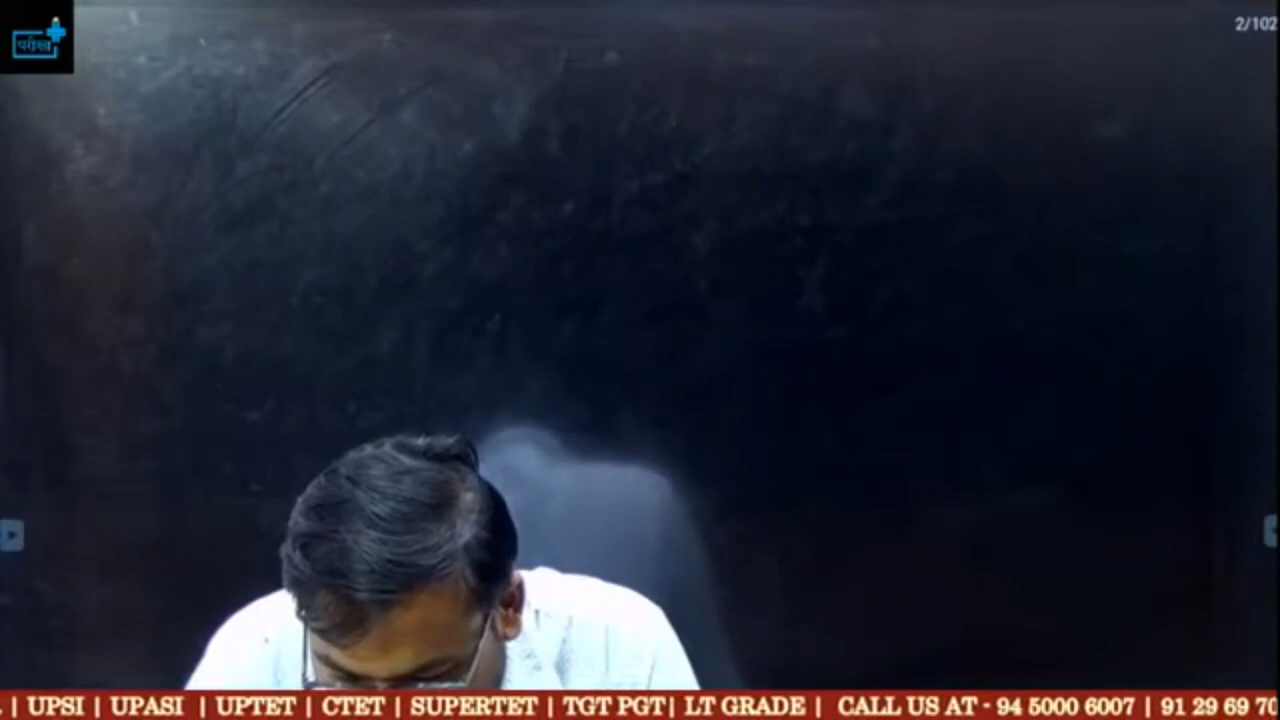 परीक्षा
2/102
| UPSI | UPASI | UPTET | CTET | SUPERTET | TGT PGT| LT GRADE | CALL US AT - 94 5000 6007 | 91 29 69 70